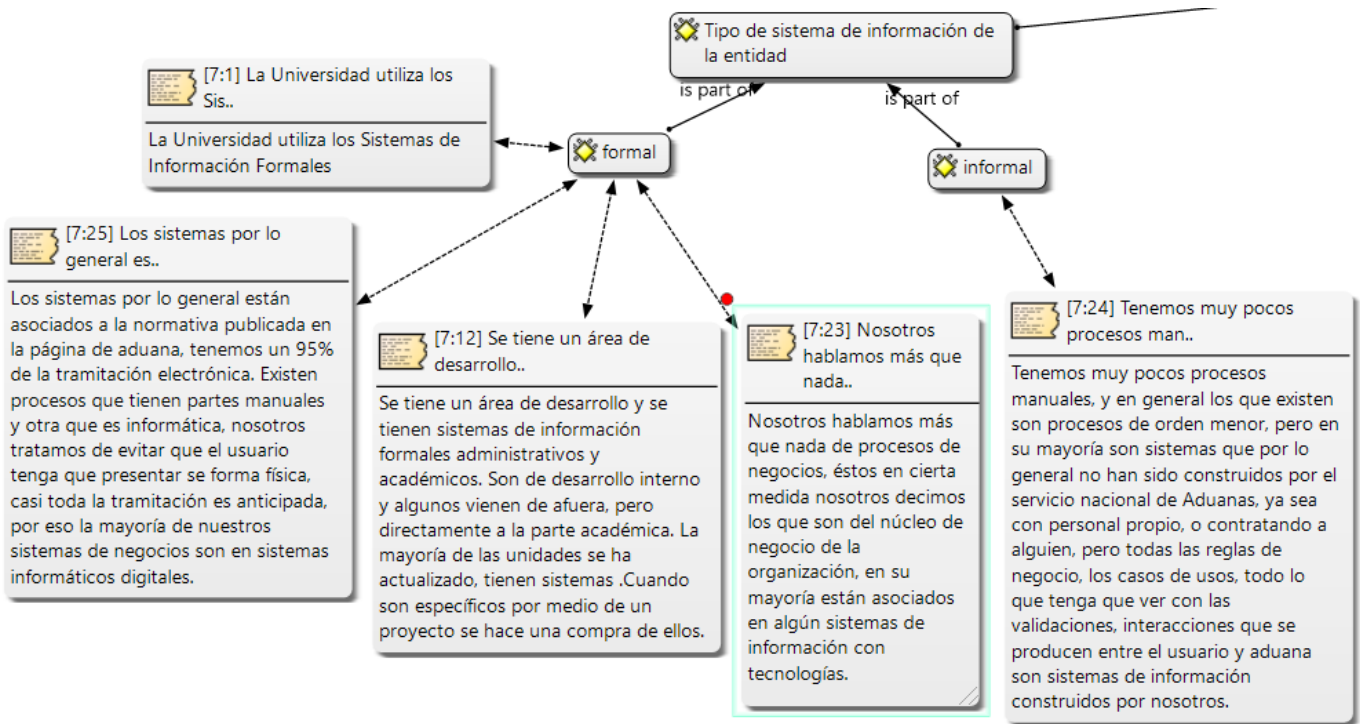 Tipo de sistema de información de
la entidad
is part of
is part of
[7:1] La Universidad utiliza los
Sis..
La Universidad utiliza los Sistemas de
Información Formales
formal
informal
[7:25] Los sistemas por lo
general es..
Los sistemas por lo general están
asociados a la normativa publicada en
la página de aduana, tenemos un 95%
de la tramitación electrónica. Existen
procesos que tienen partes manuales
y otra que es informática, nosotros
tratamos de evitar que el usuario
tenga que presentar se forma física,
casi toda la tramitación es anticipada,
por eso la mayoría de nuestros
sistemas de negocios son en sistemas
informáticos digitales.
[7:12] Se tiene un área de
desarrollo..
Se tiene un área de desarrollo y se
tienen sistemas de información
formales administrativos y
académicos. Son de desarrollo interno
y algunos vienen de afuera, pero
directamente a la parte académica. La
mayoría de las unidades se ha
actualizado, tienen sistemas .Cuando
son específicos por medio de un
proyecto se hace una compra de ellos.
[7:23] Nosotros
hablamos más que
nada..
Nosotros hablamos más
que nada de procesos de
negocios, éstos en cierta
medida nosotros decimos
los que son del núcleo de
negocio de la
organización, en su
mayoría están asociados
en algún sistemas de
información con
tecnologías.
[7:24] Tenemos muy pocos
procesos man..
Tenemos muy pocos procesos
manuales, y en general los que existen
son procesos de orden menor, pero en
su mayoría son sistemas que por lo
general no han sido construidos por el
servicio nacional de Aduanas, ya sea
con personal propio, o contratando a
alguien, pero todas las reglas de
negocio, los casos de usos, todo lo
que tenga que ver con las
validaciones, interacciones que se
producen entre el usuario y aduana
son sistemas de información
construidos por nosotros.